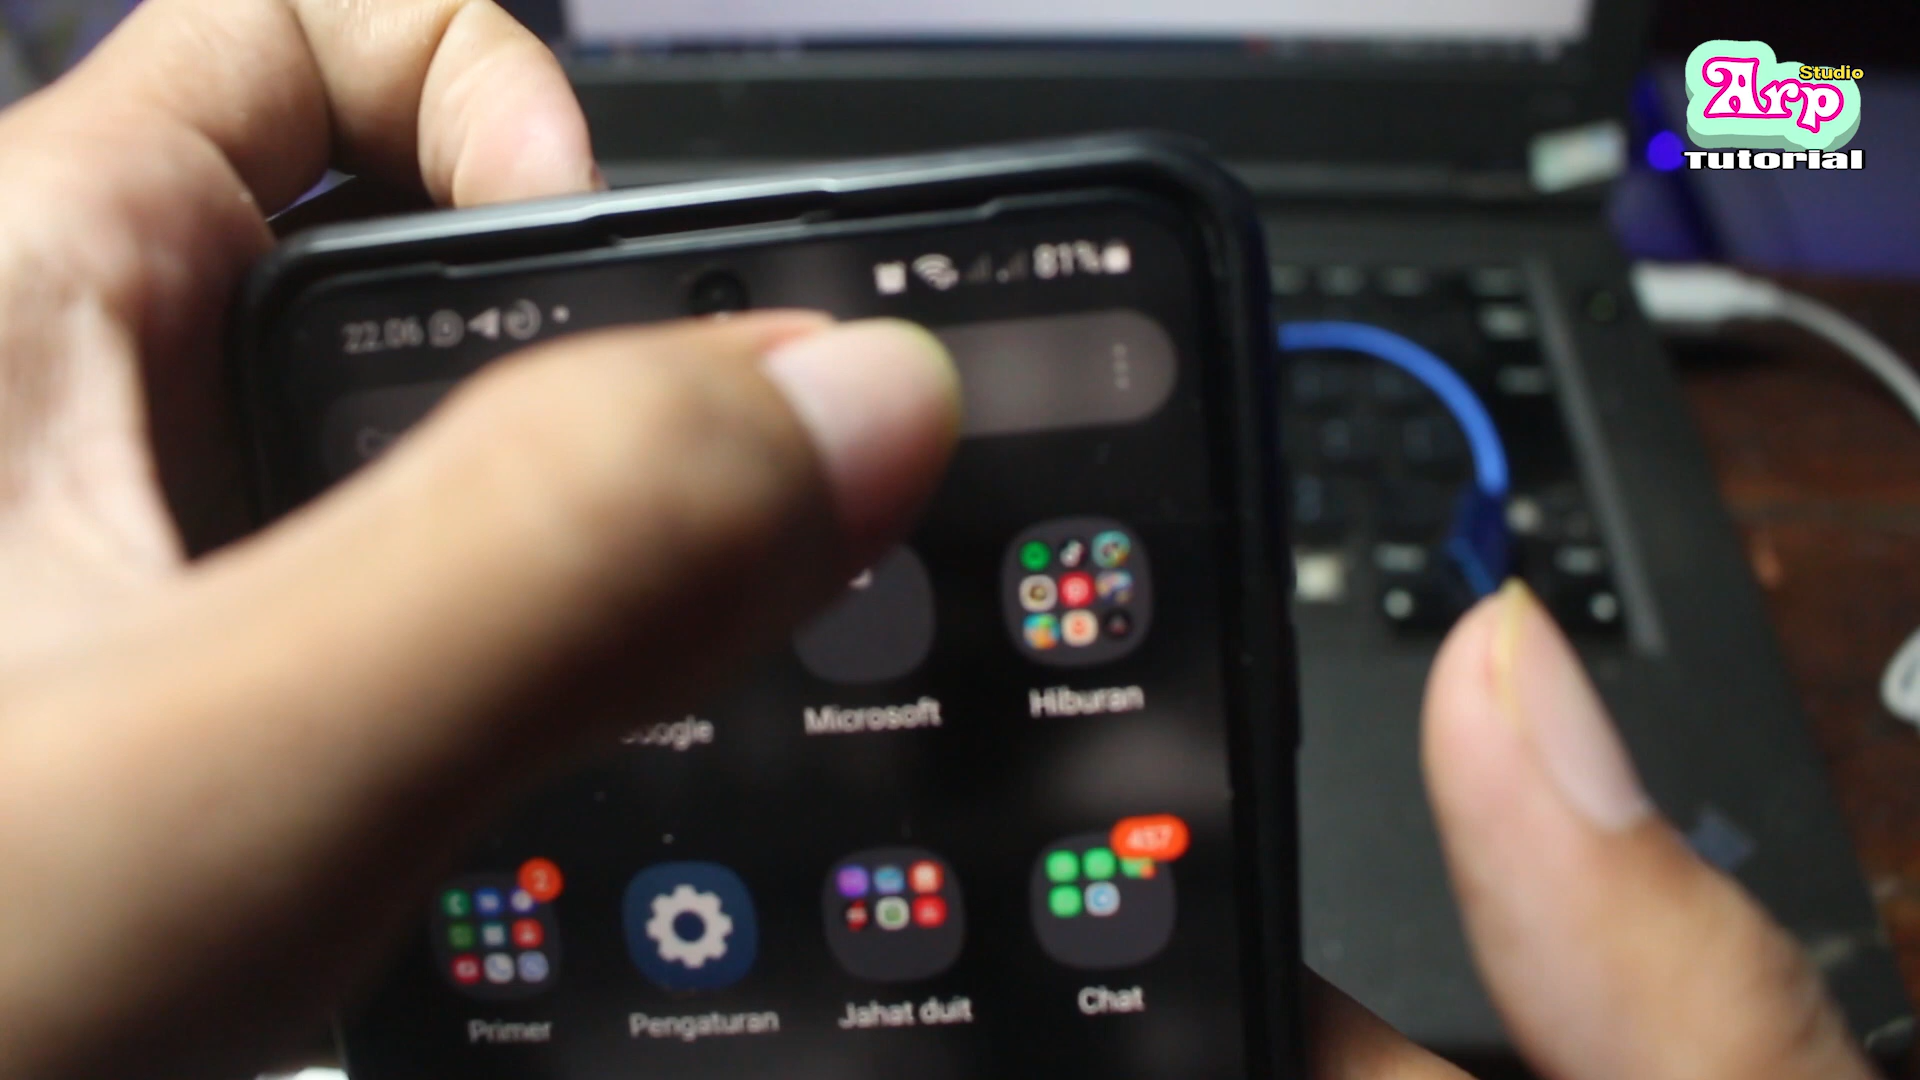 Studio
Arp
Tutorial
22.06
81%
Microsoft
Hiburan
457
2
Primer
Pengaturan
Jahat duit
Chat